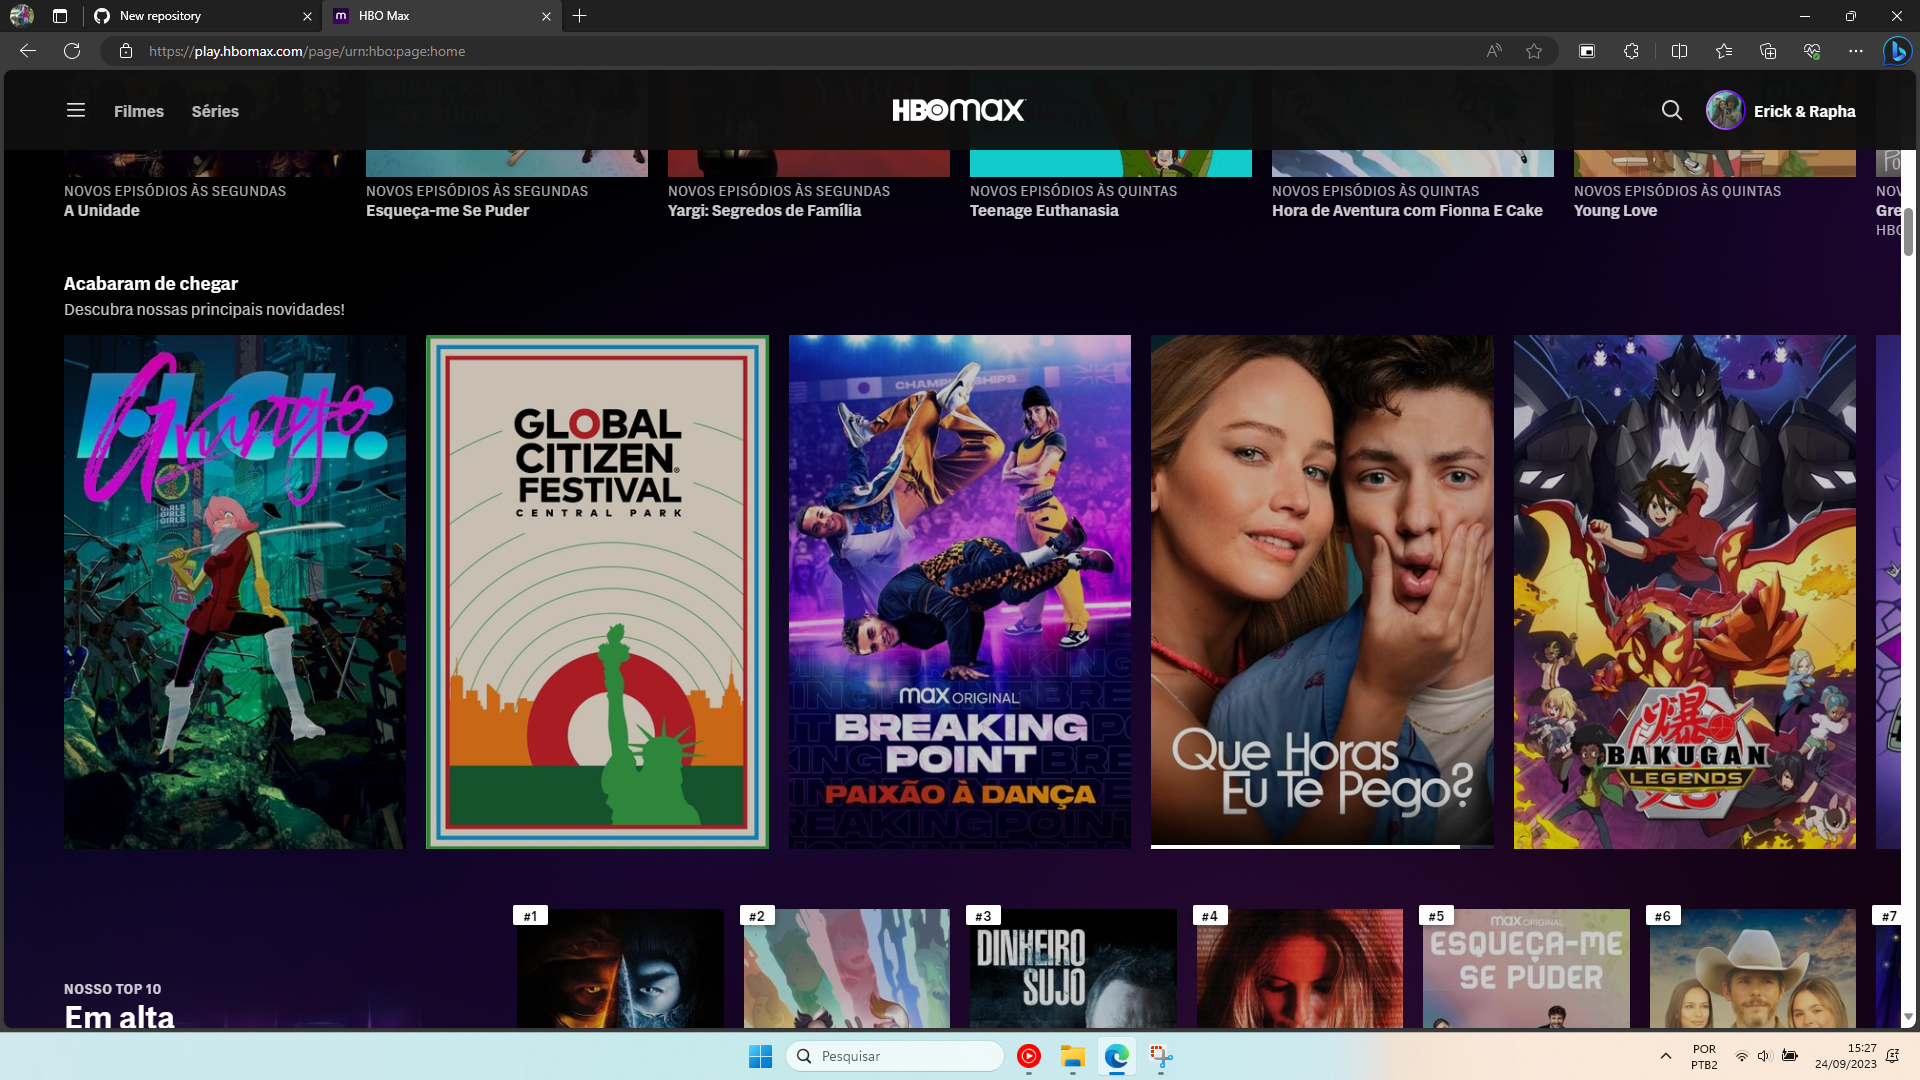 New repository
HBO Max
https://play.hbomax.com/page/urn:hbo:page:home
Filmes
Séries
HBOMAX
Erick & Rapha
NOVOS EPISÓDIOS ÀS SEGUNDAS
A Unidade
NOVOS EPISÓDIOS ÀS SEGUNDAS
Esqueça-me Se Puder
NOVOS EPISÓDIOS ÀS SEGUNDAS
Yargi: Segredos de Família
NOVOS EPISÓDIOS ÀS QUINTAS
Teenage Euthanasia
NOVOS EPISÓDIOS ÀS QUINTAS
Hora de Aventura com Fionna E Cake
NOVOS EPISÓDIOS ÀS QUINTAS
Young Love
NOV
Gre
HBO
Acabaram de chegar
Descubra nossas principais novidades!
Grunge
GIRLS
GIRLS
GLOBAL
CITIZEN®
FESTIVAL
CENTRAL PARK
CHAMPIONSHIPS
max ORIGINAL
BREAKING
POINT
PAIXÃO À DANÇA
Que Horas
Eu Te Pego?
爆
BAKUGAN
LEGENDS
NOSSO TOP 10
Em alta
#1
#2
#3
DINHEIRO
SUJO
#4
#5
max ORIGINAL
ESQUEÇA-ME
SE PUDER
#6
#7
Pesquisar
POR
PTB2
15:27
24/09/2023